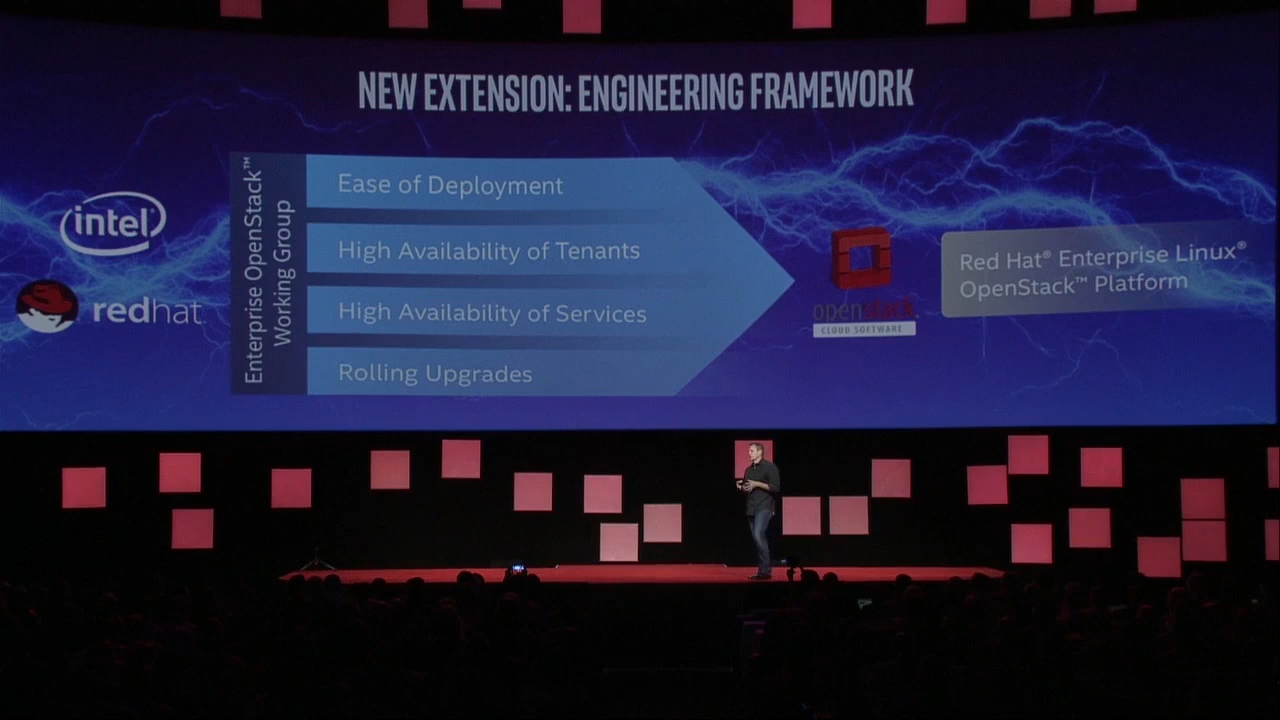 NEW EXTENSION: ENGINEERING FRAMEWORK
intel
redhat
Enterprise OpenStack™
Working Group
Ease of Deployment
High Availability of Tenants
High Availability of Services
Rolling Upgrades
openstack
CLOUD SOFTWARE
Red Hat® Enterprise Linux®
OpenStack™ Platform